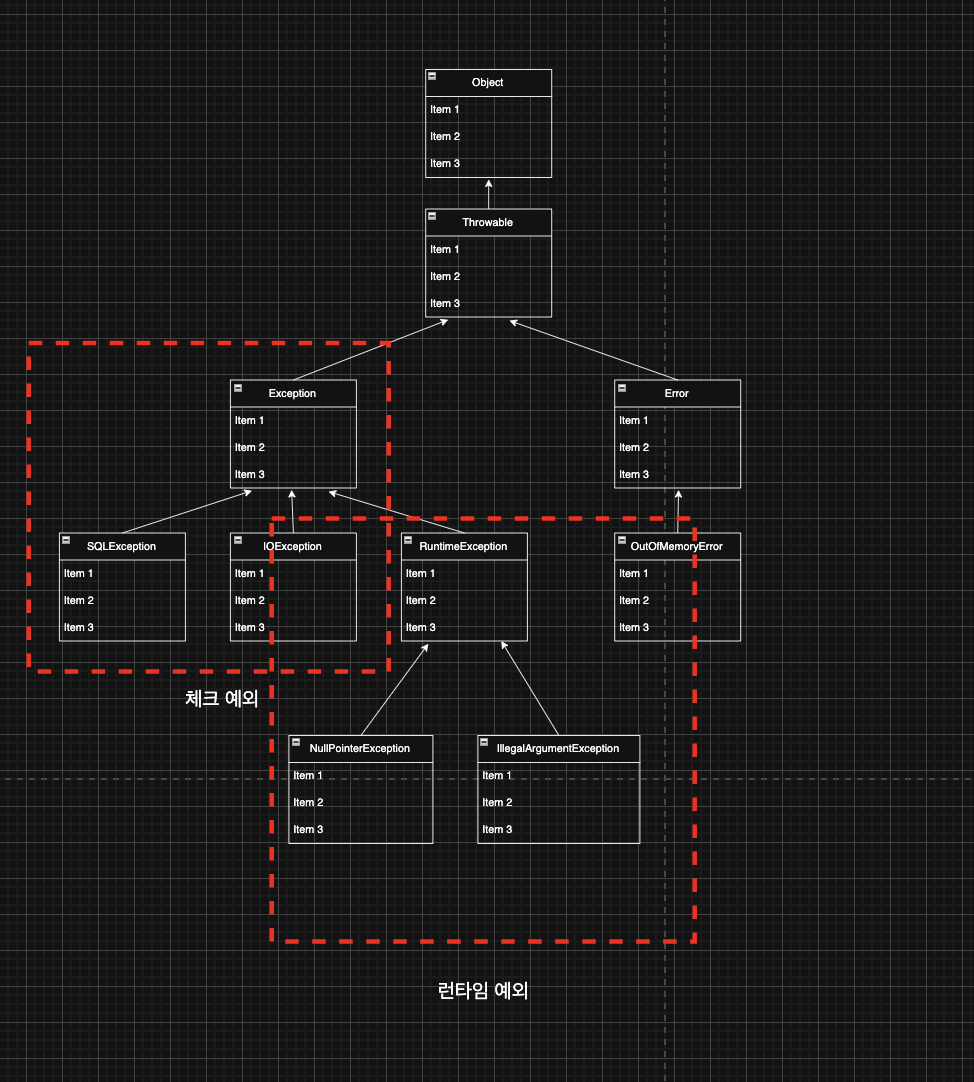 Object
Item 1
Item 2
Item 3
Throwable
Item 1
Item 2
Item 3
Exception
Item 1
Item 2
Item 3
Error
Item 1
Item 2
Item 3
SQLException
Item 1
Item 2
Item 3
IOException
Item 1
Item 2
Item 3
RuntimeException
Item 1
Item 2
Item 3
OutOfMemoryError
Item 1
Item 2
Item 3
체크 예외
NullPointerException
Item 1
Item 2
Item 3
IllegalArgumentException
Item 1
Item 2
Item 3
런타임 예외